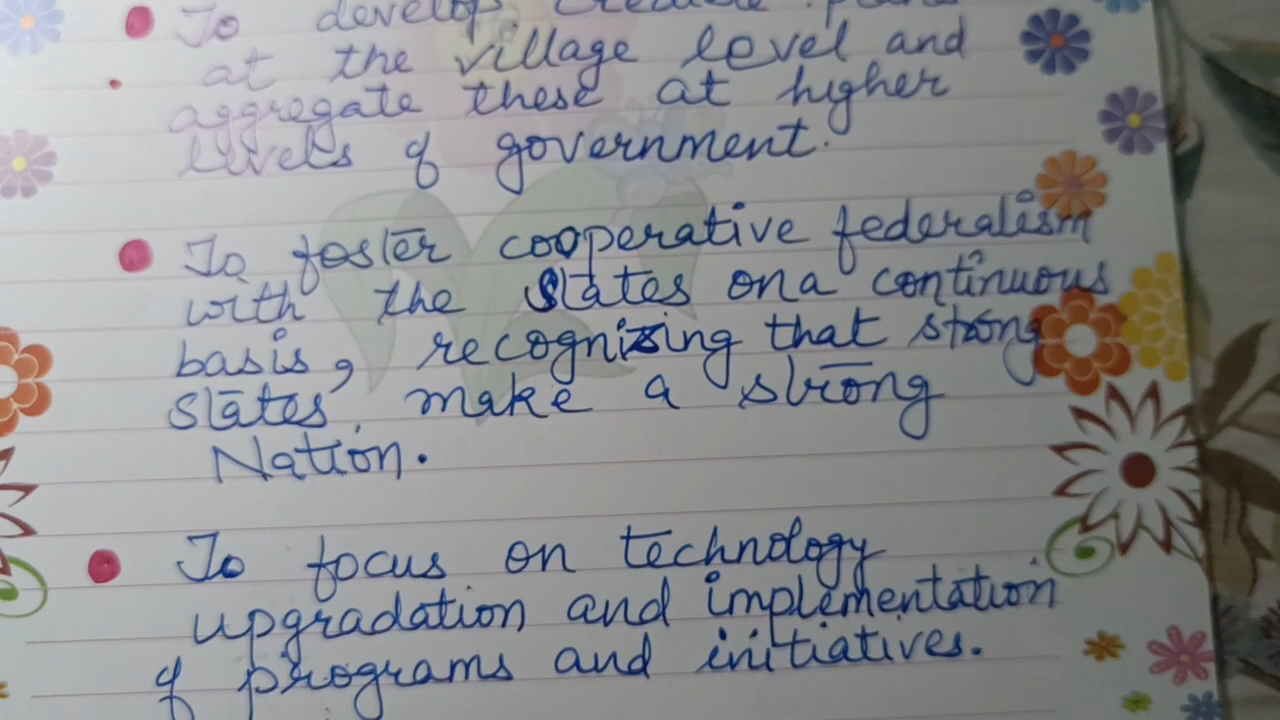 To develop credible
at the village level and
aggregate these at higher
levels of government.
To foster cooperative federalism
with the States on a continuous
basis, recognizing that strong
states make a strong
Nation.
To focus on technology
upgradation and implementation
of programs and initiatives.